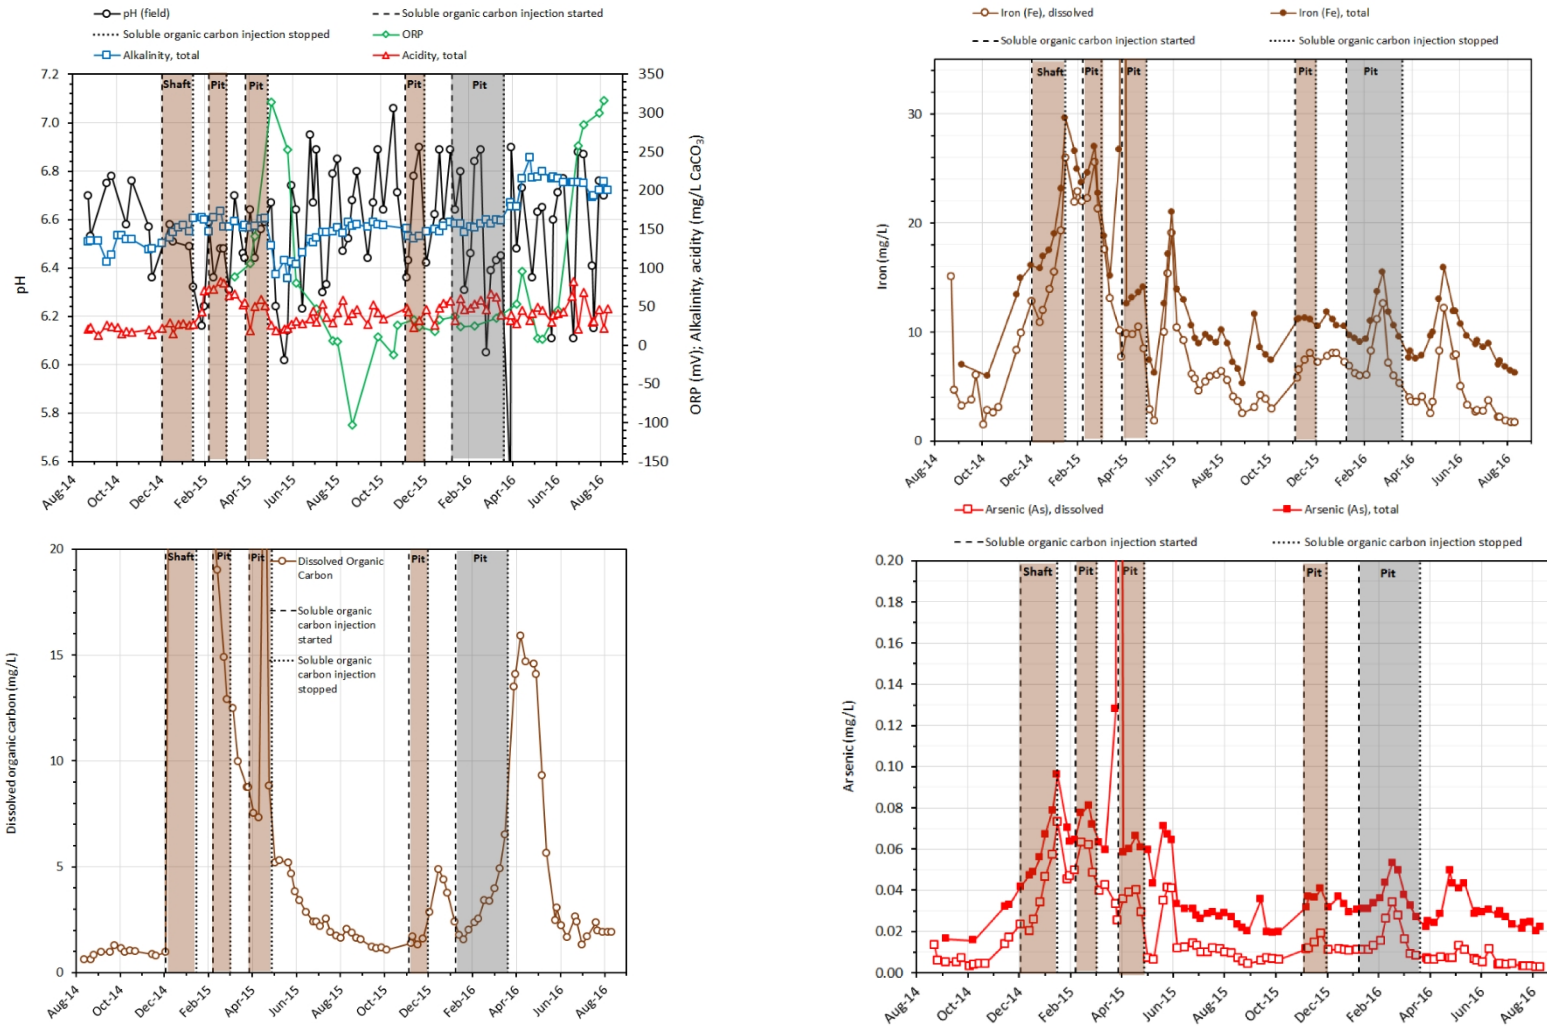 pH (field)
Soluble organic carbon injection started
Soluble organic carbon injection stopped
ORP
Alkalinity, total
Acidity, total
7.2
7.0
6.8
6.6
6.4
6.2
6.0
5.8
5.6
pH
Shaft
Pit
Pit
Pit
Pit
350
300
250
200
150
100
50
0
-50
-100
-150
ORP (mV); Alkalinity, acidity (mg/L CaCO3)
Aug-14
Oct-14
Dec-14
Feb-15
Apr-15
Jun-15
Aug-15
Oct-15
Dec-15
Feb-16
Apr-16
Jun-16
Aug-16
Iron (Fe), dissolved
Iron (Fe), total
Soluble organic carbon injection started
Soluble organic carbon injection stopped
30
20
10
0
Iron (mg/L)
Shaft
Pit
Pit
Pit
Pit
Aug-14
Oct-14
Dec-14
Feb-15
Apr-15
Jun-15
Aug-15
Oct-15
Dec-15
Feb-16
Apr-16
Jun-16
Aug-16
20
15
10
5
0
Dissolved organic carbon (mg/L)
Shaft
Pit
Pit
Pit
Pit
Dissolved Organic
Carbon
Soluble organic
carbon injection
started
Soluble organic
carbon injection
stopped
Aug-14
Oct-14
Dec-14
Feb-15
Apr-15
Jun-15
Aug-15
Oct-15
Dec-15
Feb-16
Apr-16
Jun-16
Aug-16
Arsenic (As), dissolved
Arsenic (As), total
Soluble organic carbon injection started
Soluble organic carbon injection stopped
0.20
0.18
0.16
0.14
0.12
0.10
0.08
0.06
0.04
0.02
0.00
Arsenic (mg/L)
Shaft
Pit
Pit
Pit
Pit
Aug-14
Oct-14
Dec-14
Feb-15
Apr-15
Jun-15
Aug-15
Oct-15
Dec-15
Feb-16
Apr-16
Jun-16
Aug-16